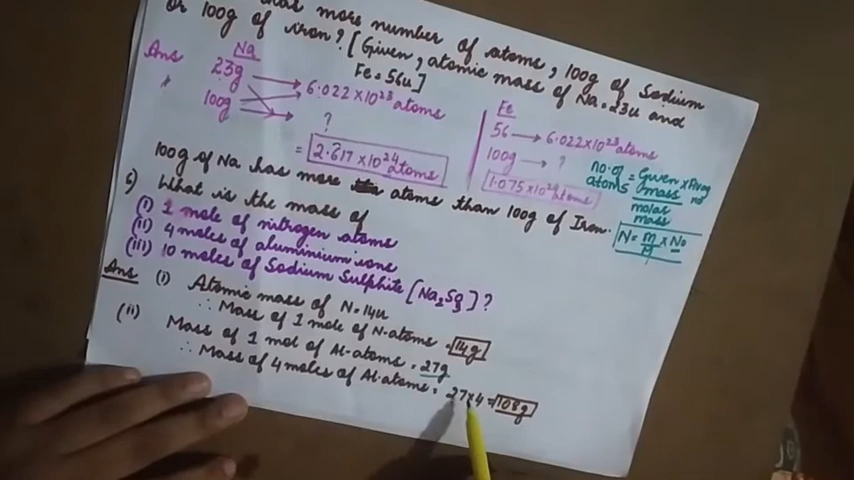 more number of atoms, 100g of Sodium
or 100g of iron? [Given, atomic mass of Na = 23u and
Fe = 56u]
Ans
Na
23g → 6.022 × 10²³ atoms
100g → ?
= 2.617 × 10²⁴ atoms
Fe
56 → 6.022 × 10²³ atoms
100g → ?
1.075 × 10²⁴ atoms
no. of atoms = Given mass / molar mass × Avog no
N = m/M × No
100g of Na has more atoms than 100g of Iron.
5) What is the mass of
(i) 1 mole of nitrogen atoms
(ii) 4 moles of aluminium ions
(iii) 10 moles of Sodium Sulphite [Na₂SO₃]?
Ans (i) Atomic mass of N = 14u
∴ Mass of 1 mole of N-atoms = 14g
(ii) Mass of 1 mol of Al-atoms = 27g
∴ Mass of 4 moles of Al-atoms = 27×4 = 108g